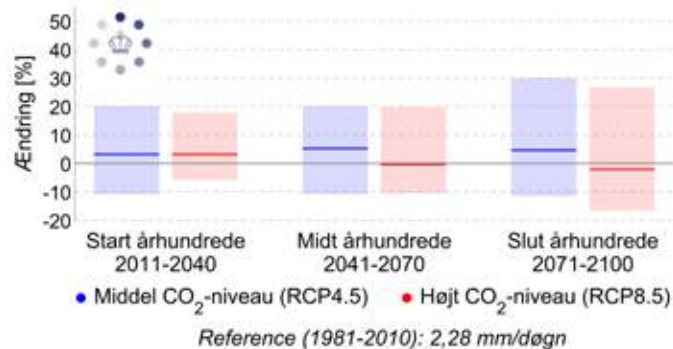 Ændring [%]
50
40
30
20
10
0
-10
-20
Start århundrede
2011-2040
Midt århundrede
2041-2070
Slut århundrede
2071-2100
Middel CO₂-niveau (RCP4.5)
Højt CO₂-niveau (RCP8.5)
Reference (1981-2010): 2,28 mm/døgn